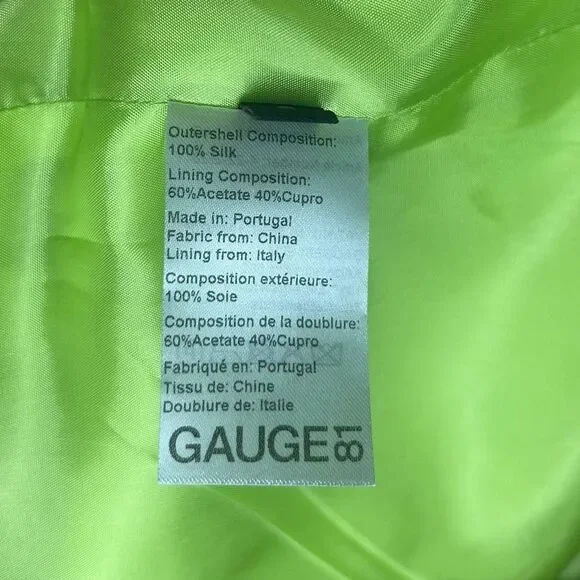 Outershell Composition:
100% Silk
Lining Composition:
60%Acetate 40%Cupro
Made in: Portugal
Fabric from: China
Lining from: Italy
Composition extérieure:
100% Soie
Composition de la doublure:
60%Acetate 40%Cupro
Fabriqué en: Portugal
Tissu de: Chine
Doublure de: Italie
GAUGE81